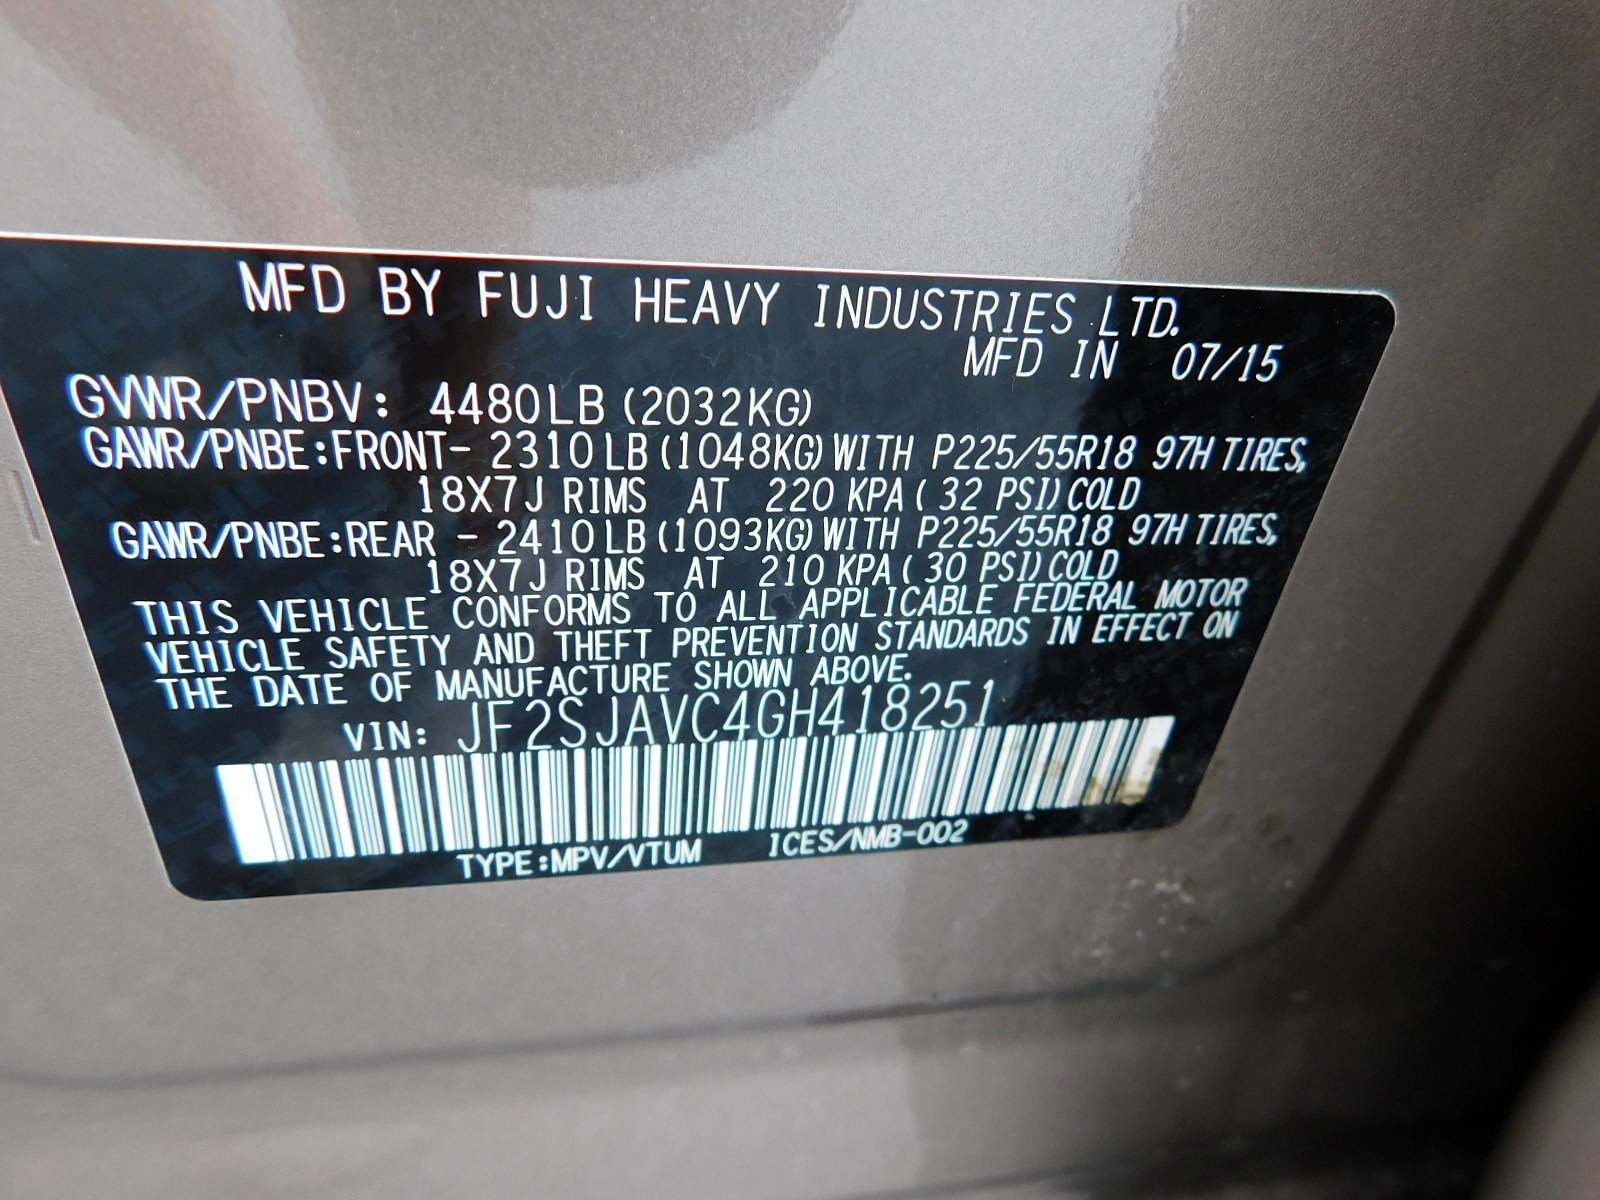 MFD BY FUJI HEAVY INDUSTRIES LTD.
MFD IN 07/15
GVWR/PNBV: 4480LB (2032KG)
GAWR/PNBE:FRONT- 2310LB(1048KG)WITH P225/55R18 97H TIRES,
18X7J RIMS AT 220 KPA( 32 PSI)COLD
GAWR/PNBE:REAR - 2410LB(1093KG)WITH P225/55R18 97H TIRES,
18X7J RIMS AT 210 KPA( 30 PSI)COLD
THIS VEHICLE CONFORMS TO ALL APPLICABLE FEDERAL MOTOR
VEHICLE SAFETY AND THEFT PREVENTION STANDARDS IN EFFECT ON
THE DATE OF MANUFACTURE SHOWN ABOVE.
VIN: JF2SJAVC4GH418251
TYPE:MPV/VTUM ICES/NMB-002